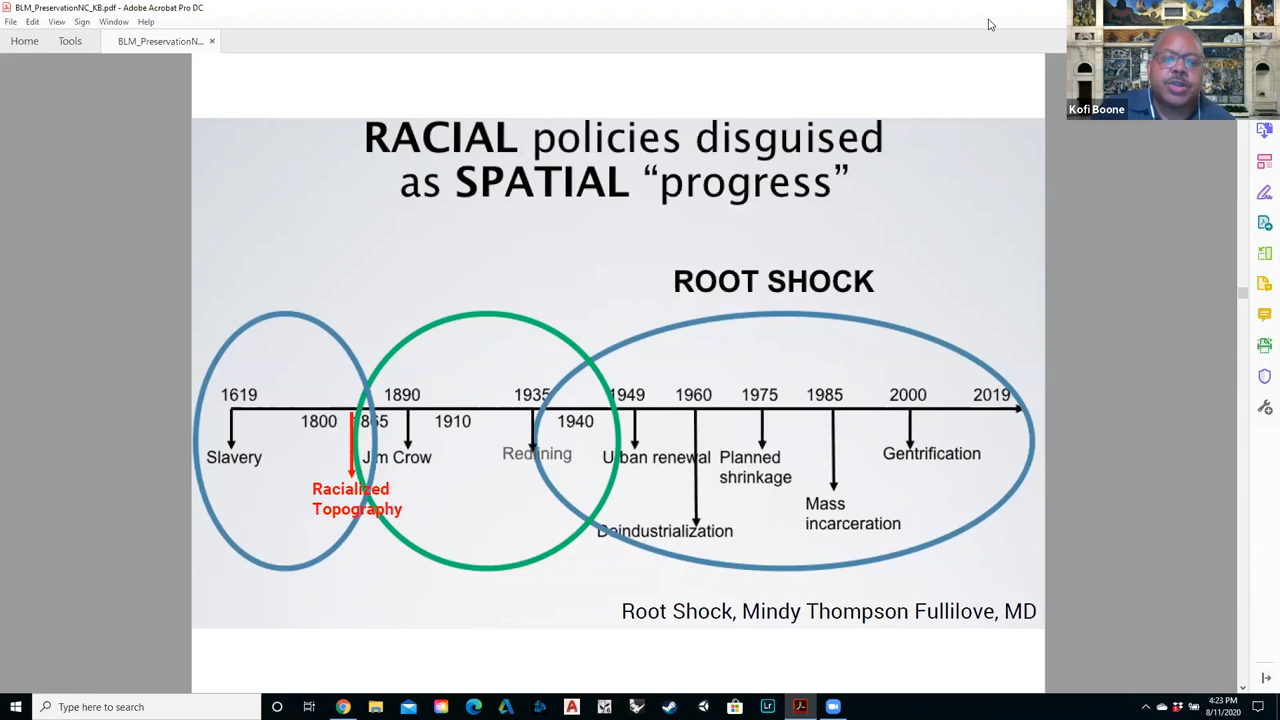 BLM_PreservationNC_KB.pdf - Adobe Acrobat Pro DC
File Edit View Sign Window Help
Home Tools BLM_PreservationN... ×
Kofi Boone
RACIAL policies disguised
as SPATIAL “progress”
ROOT SHOCK
1619 1890 1935 1949 1960 1975 1985 2000 2019
1800 1865 1910 1940
Slavery Jim Crow Redlining Urban renewal Planned
shrinkage
Gentrification
Racialized
Topography
Mass
incarceration
Deindustrialization
Root Shock, Mindy Thompson Fullilove, MD
Type here to search
4:23 PM
8/11/2020